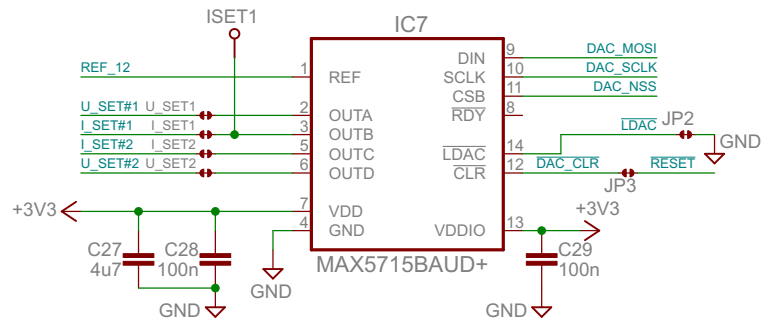 ISET1
IC7
REF_12 1 REF DIN 9 DAC_MOSI
SCLK 10 DAC_SCLK
CSB 11 DAC_NSS
U_SET#1 U_SET1 2 OUTA RDY 8
I_SET#1 I_SET1 3 OUTB LDAC JP2
I_SET#2 I_SET2 5 OUTC LDAC 14 GND
U_SET#2 U_SET2 6 OUTD CLR 12 DAC_CLR RESET
JP3
+3V3 7 VDD +3V3
4 GND VDDIO 13
C27 C28 C29
4u7 100n MAX5715BAUD+ 100n
GND
GND GND